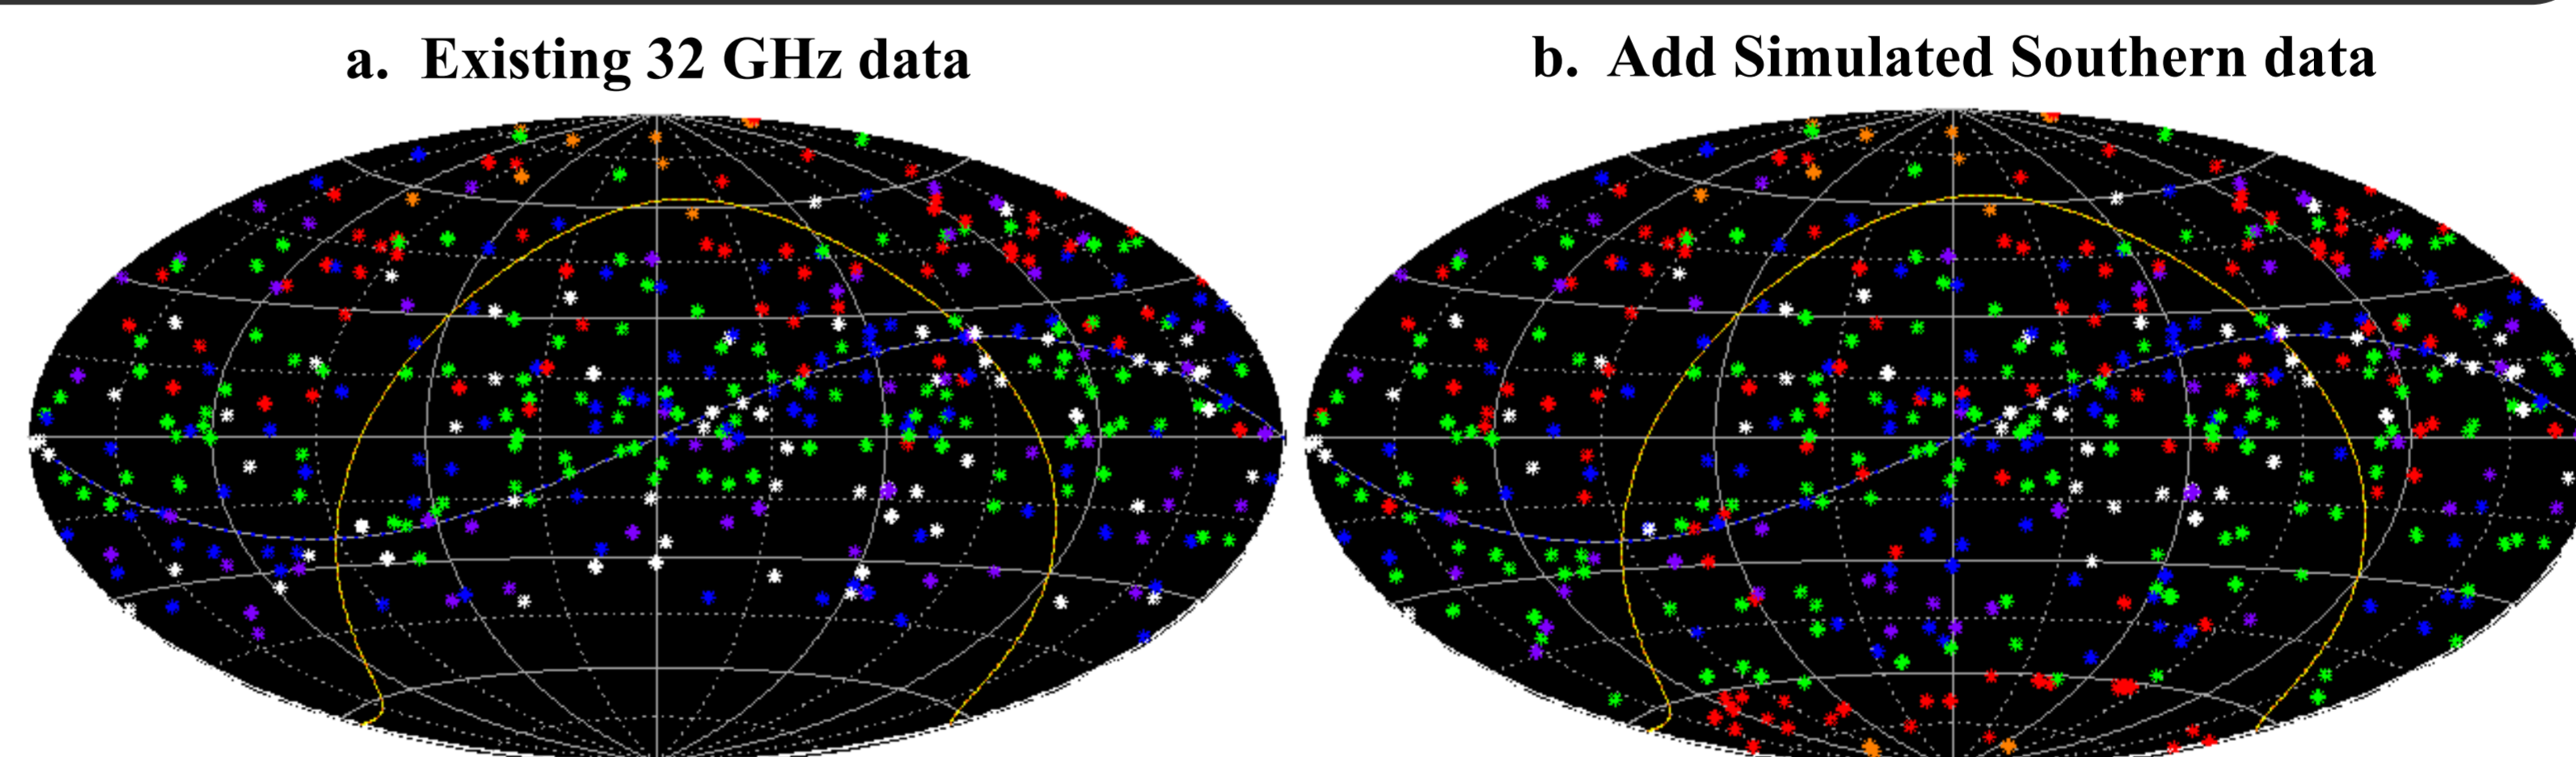 a. Existing 32 GHz data
b. Add Simulated Southern data